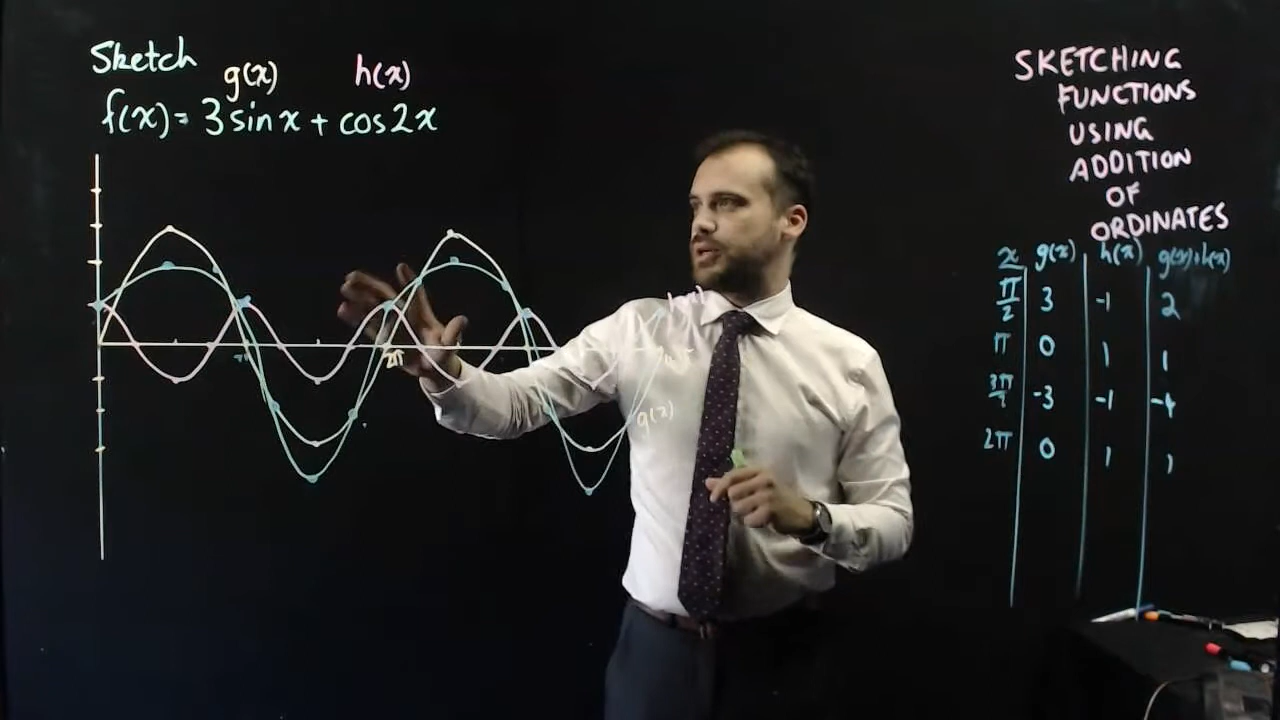 Sketch
g(x) h(x)
f(x) = 3 sin x + cos 2x
SKETCHING
FUNCTIONS
USING
ADDITION
OF
ORDINATES
x g(x) h(x) g(x)+h(x)
π/2 3 -1 2
π 0 1 1
3π/2 -3 -1 -4
2π 0 1 1
π 2π
g(x)